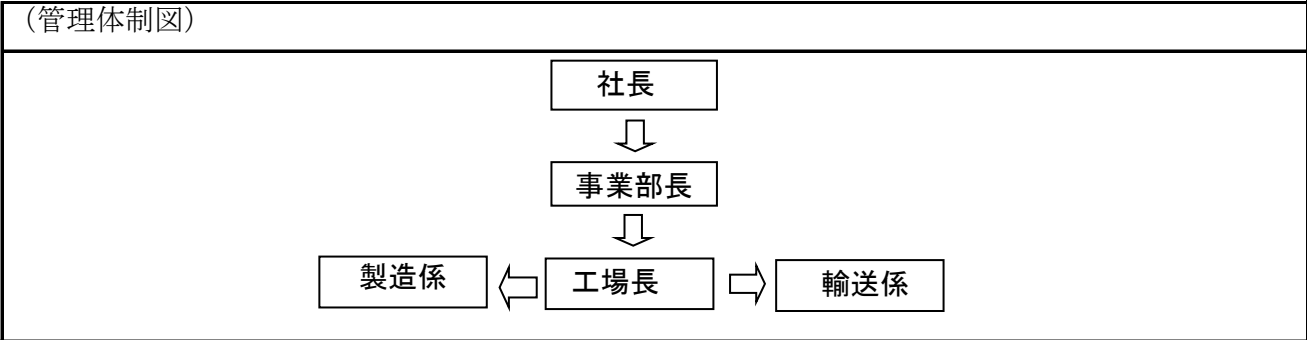 （管理体制図）
社長
事業部長
製造係
工場長
輸送係